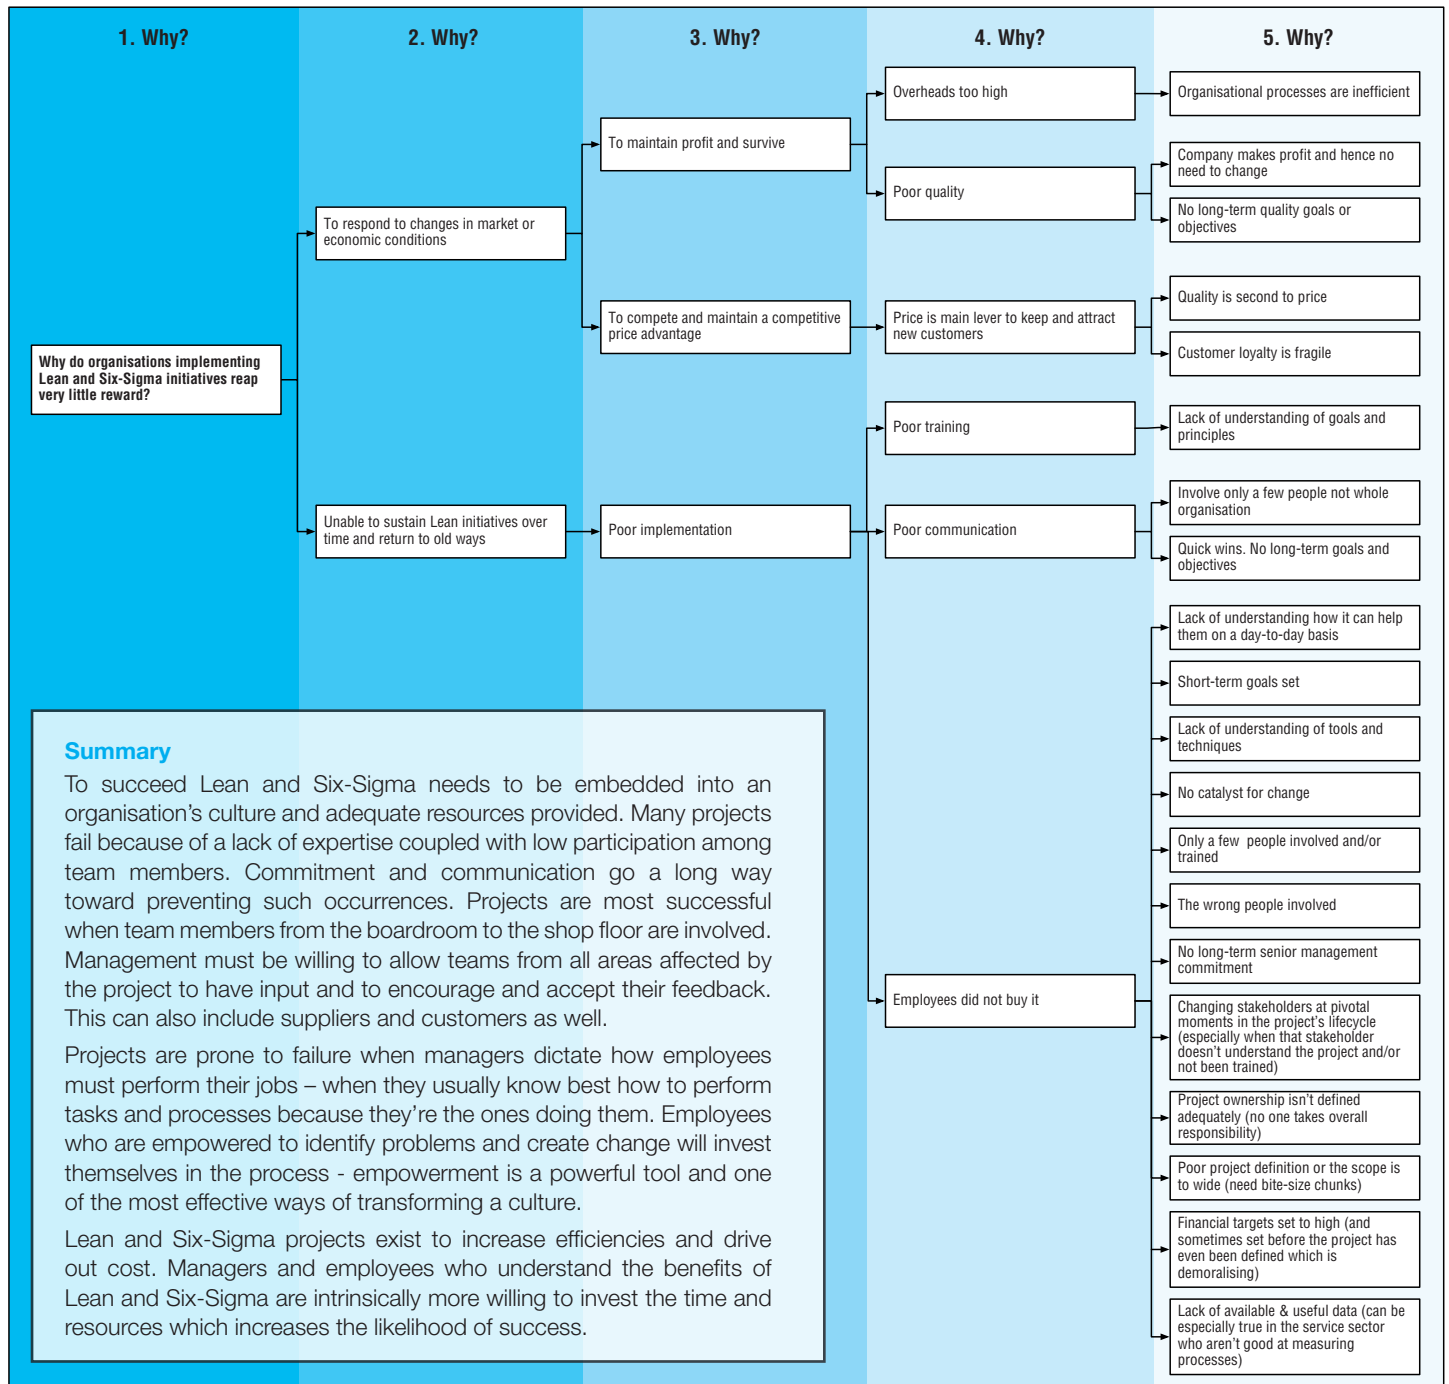 1. Why?
2. Why?
3. Why?
4. Why?
5. Why?
Why do organisations implementing
Lean and Six-Sigma initiatives reap
very little reward?
To respond to changes in market or
economic conditions
Unable to sustain Lean initiatives over
time and return to old ways
To maintain profit and survive
To compete and maintain a competitive
price advantage
Poor implementation
Overheads too high
Poor quality
Price is main lever to keep and attract
new customers
Poor training
Poor communication
Employees did not buy it
Organisational processes are inefficient
Company makes profit and hence no
need to change
No long-term quality goals or
objectives
Quality is second to price
Customer loyalty is fragile
Lack of understanding of goals and
principles
Involve only a few people not whole
organisation
Quick wins. No long-term goals and
objectives
Lack of understanding how it can help
them on a day-to-day basis
Short-term goals set
Lack of understanding of tools and
techniques
No catalyst for change
Only a few people involved and/or
trained
The wrong people involved
No long-term senior management
commitment
Changing stakeholders at pivotal
moments in the project's lifecycle
(especially when that stakeholder
doesn't understand the project and/or
not been trained)
Project ownership isn't defined
adequately (no one takes overall
responsibility)
Poor project definition or the scope is
to wide (need bite-size chunks)
Financial targets set to high (and
sometimes set before the project has
even been defined which is
demoralising)
Lack of available & useful data (can be
especially true in the service sector
who aren't good at measuring
processes)
Summary
To succeed Lean and Six-Sigma needs to be embedded into an
organisation's culture and adequate resources provided. Many projects
fail because of a lack of expertise coupled with low participation among
team members. Commitment and communication go a long way
toward preventing such occurrences. Projects are most successful
when team members from the boardroom to the shop floor are involved.
Management must be willing to allow teams from all areas affected by
the project to have input and to encourage and accept their feedback.
This can also include suppliers and customers as well.
Projects are prone to failure when managers dictate how employees
must perform their jobs – when they usually know best how to perform
tasks and processes because they're the ones doing them. Employees
who are empowered to identify problems and create change will invest
themselves in the process - empowerment is a powerful tool and one
of the most effective ways of transforming a culture.
Lean and Six-Sigma projects exist to increase efficiencies and drive
out cost. Managers and employees who understand the benefits of
Lean and Six-Sigma are intrinsically more willing to invest the time and
resources which increases the likelihood of success.